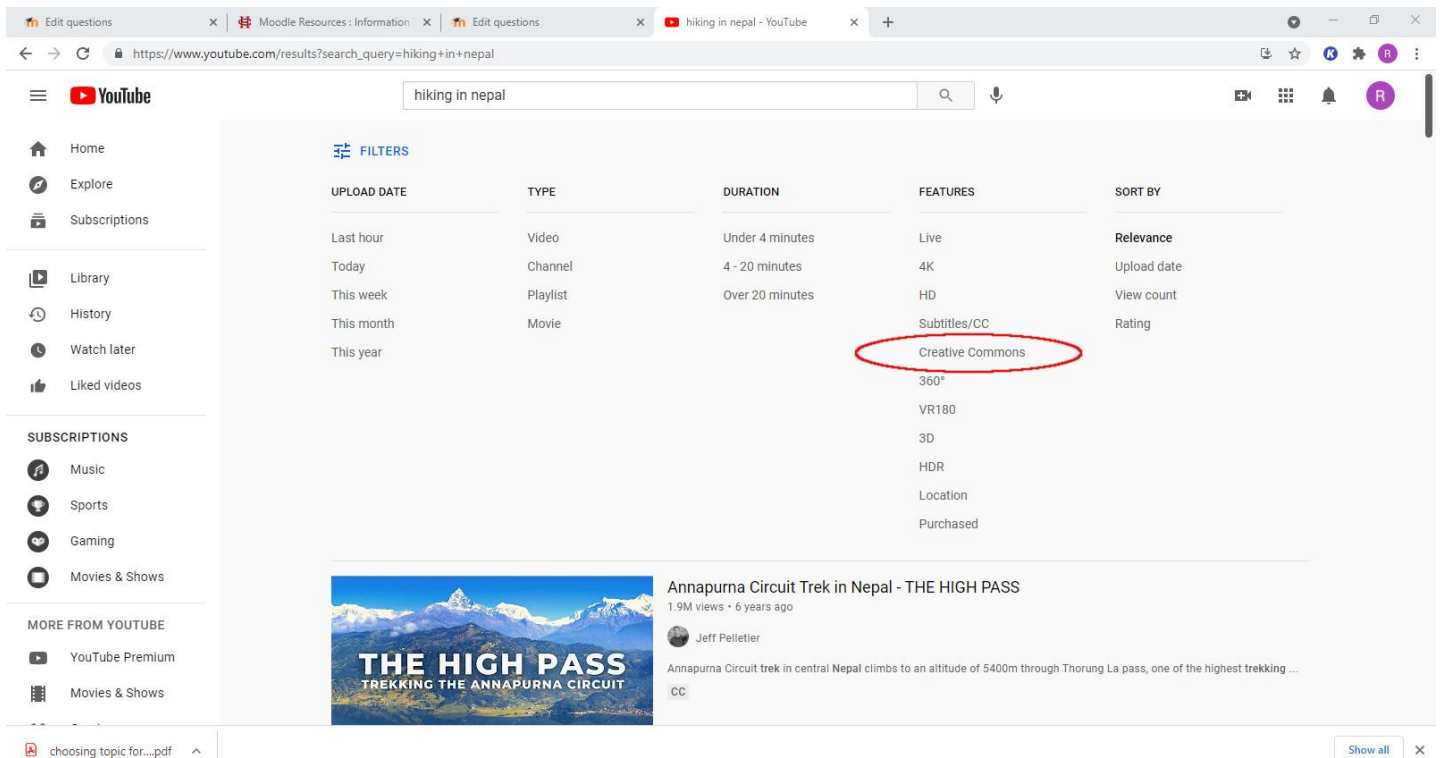 Edit questions
Moodle Resources : Information
Edit questions
hiking in nepal - YouTube
https://www.youtube.com/results?search_query=hiking+in+nepal
K
R
YouTube
hiking in nepal
R
Home
Explore
Subscriptions
Library
History
Watch later
Liked videos
SUBSCRIPTIONS
Music
Sports
Gaming
Movies & Shows
MORE FROM YOUTUBE
YouTube Premium
Movies & Shows
FILTERS
UPLOAD DATE
Last hour
Today
This week
This month
This year
TYPE
Video
Channel
Playlist
Movie
DURATION
Under 4 minutes
4 - 20 minutes
Over 20 minutes
FEATURES
Live
4K
HD
Subtitles/CC
Creative Commons
360°
VR180
3D
HDR
Location
Purchased
SORT BY
Relevance
Upload date
View count
Rating
THE HIGH PASS
TREKKING THE ANNAPURNA CIRCUIT
Annapurna Circuit Trek in Nepal - THE HIGH PASS
1.9M views • 6 years ago
Jeff Pelletier
Annapurna Circuit trek in central Nepal climbs to an altitude of 5400m through Thorung La pass, one of the highest trekking ...
CC
choosing topic for....pdf
Show all